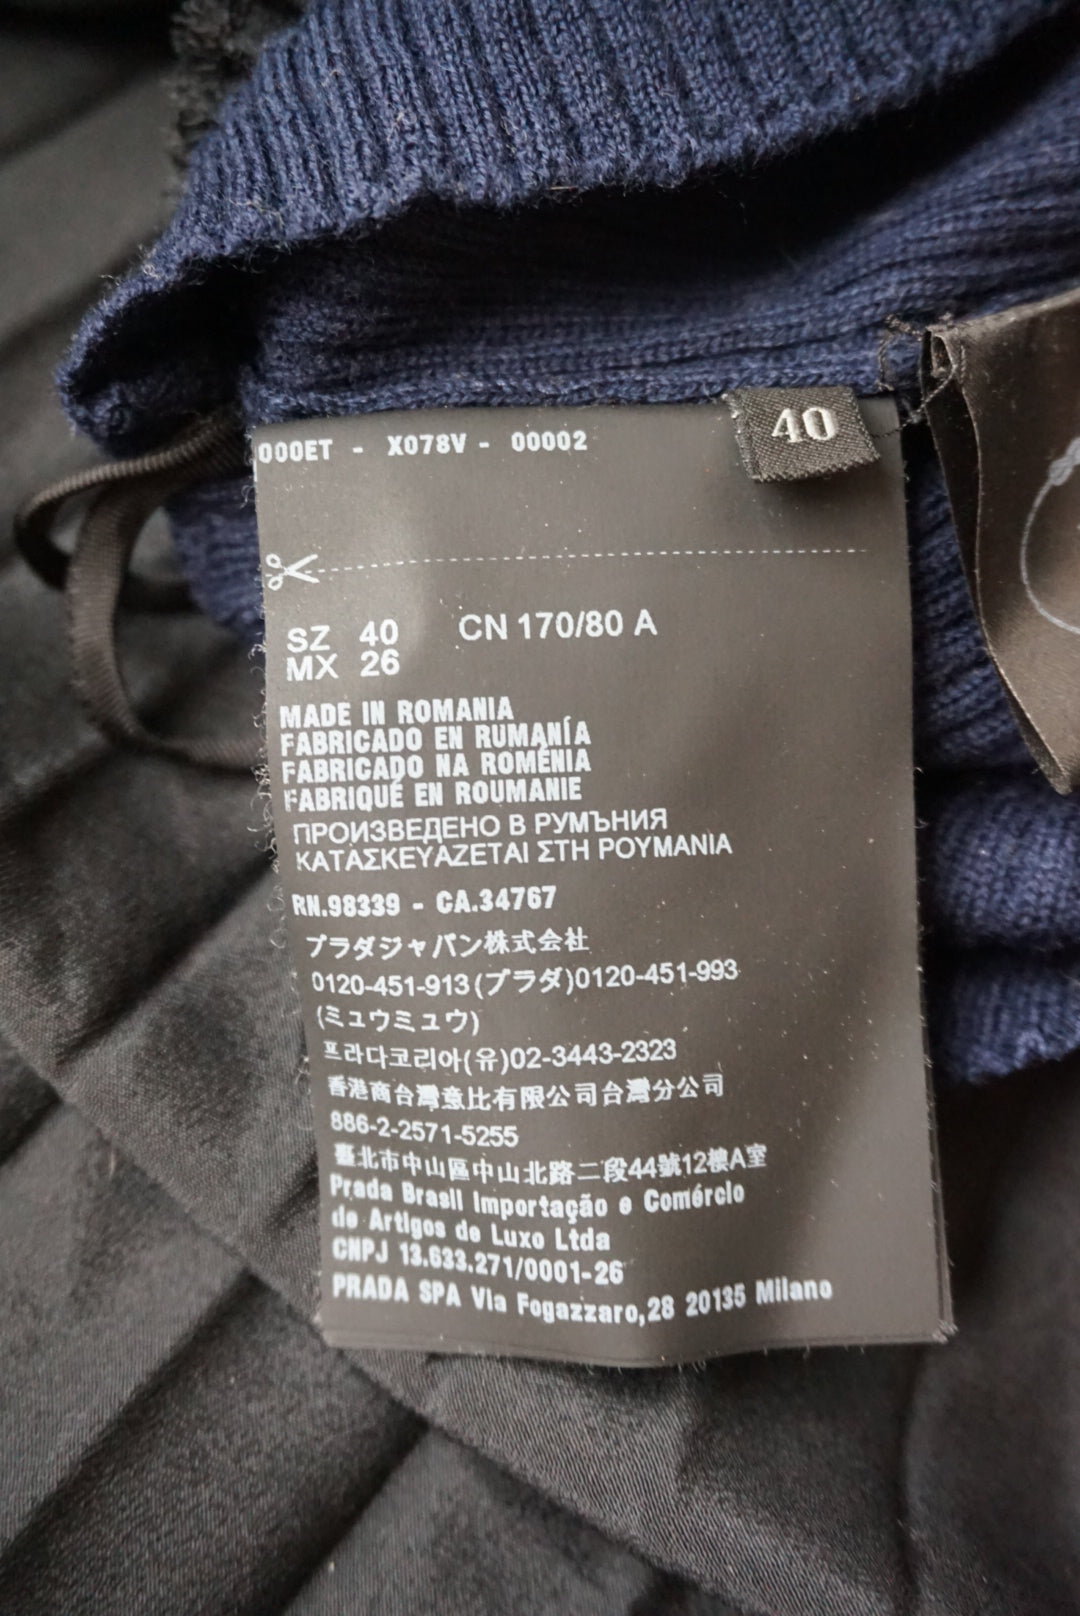 000ET - X078V - 00002
40
SZ 40 CN 170/80 A
MX 26
MADE IN ROMANIA
FABRICADO EN RUMANÍA
FABRICADO NA ROMÉNIA
FABRIQUÉ EN ROUMANIE
ПРОИЗВЕДЕНО В РУМЪНИЯ
ΚΑΤΑΣΚΕΥΑΖΕΤΑΙ ΣΤΗ ΡΟΥΜΑΝΙΑ
RN.98339 - CA.34767
プラダジャパン株式会社
0120-451-913(プラダ)0120-451-993
(ミュウミュウ)
프라다코리아(유)02-3443-2323
香港商台灣意比有限公司台灣分公司
886-2-2571-5255
臺北市中山區中山北路二段44號12樓A室
Prada Brasil Importação e Comércio
de Artigos de Luxo Ltda
CNPJ 13.633.271/0001-26
PRADA SPA Via Fogazzaro,28 20135 Milano